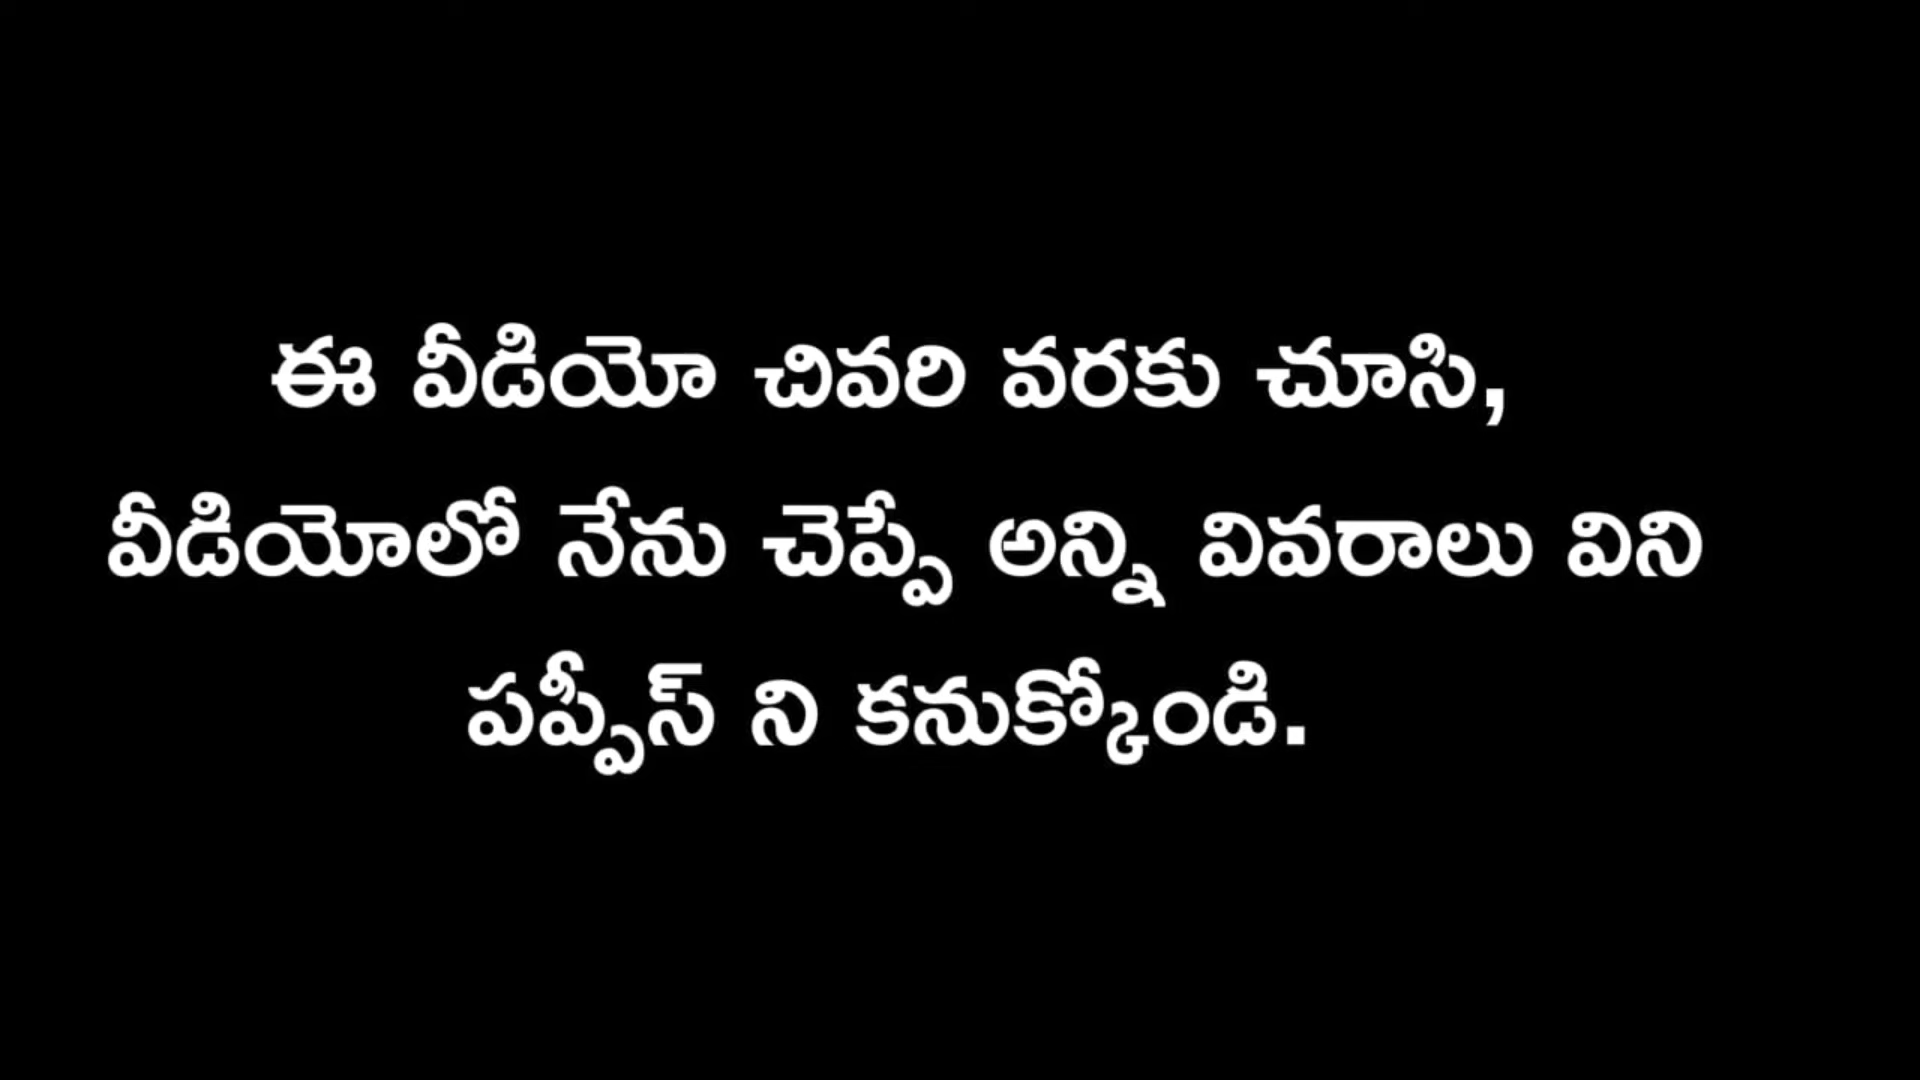 ఈ వీడియో చివరి వరకు చూసి,
వీడియోలో నేను చెప్పే అన్ని వివరాలు విని
పప్పీస్ ని కనుక్కోండి.